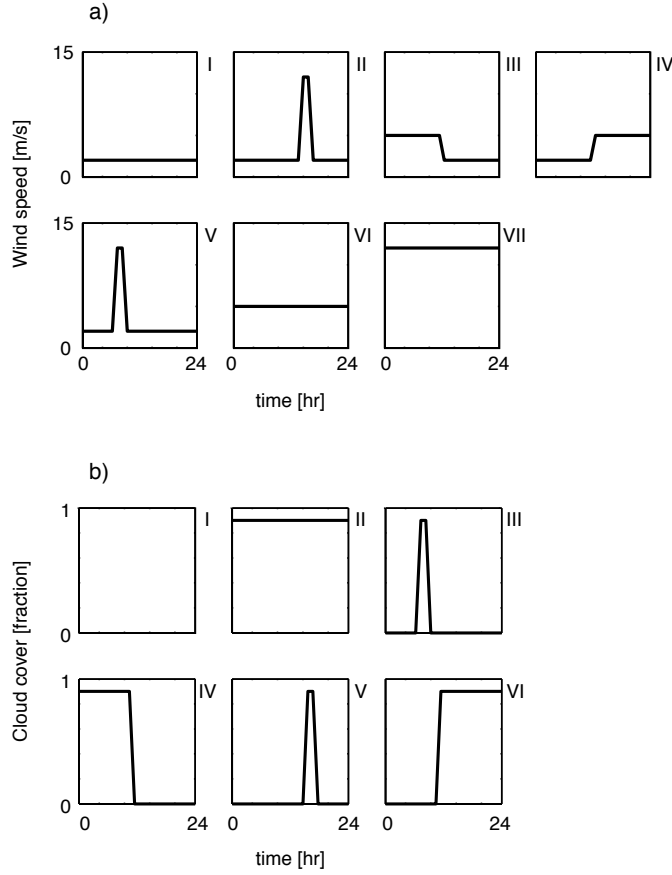 a)
15 I II III IV
0
Wind speed [m/s]
15 V VI VII
0
0 24 0 24 0 24
time [hr]
b)
1 I II III
0
Cloud cover [fraction]
1 IV V VI
0
0 24 0 24 0 24
time [hr]